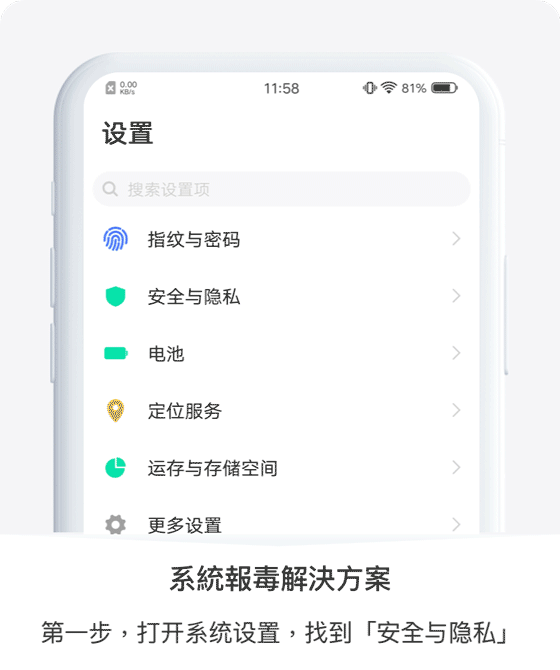 0.00
KB/s
11:58
81%
设置
搜索设置项
指纹与密码
安全与隐私
电池
定位服务
运存与存储空间
更多设置
系統報毒解決方案
第一步，打开系统设置，找到「安全与隐私」